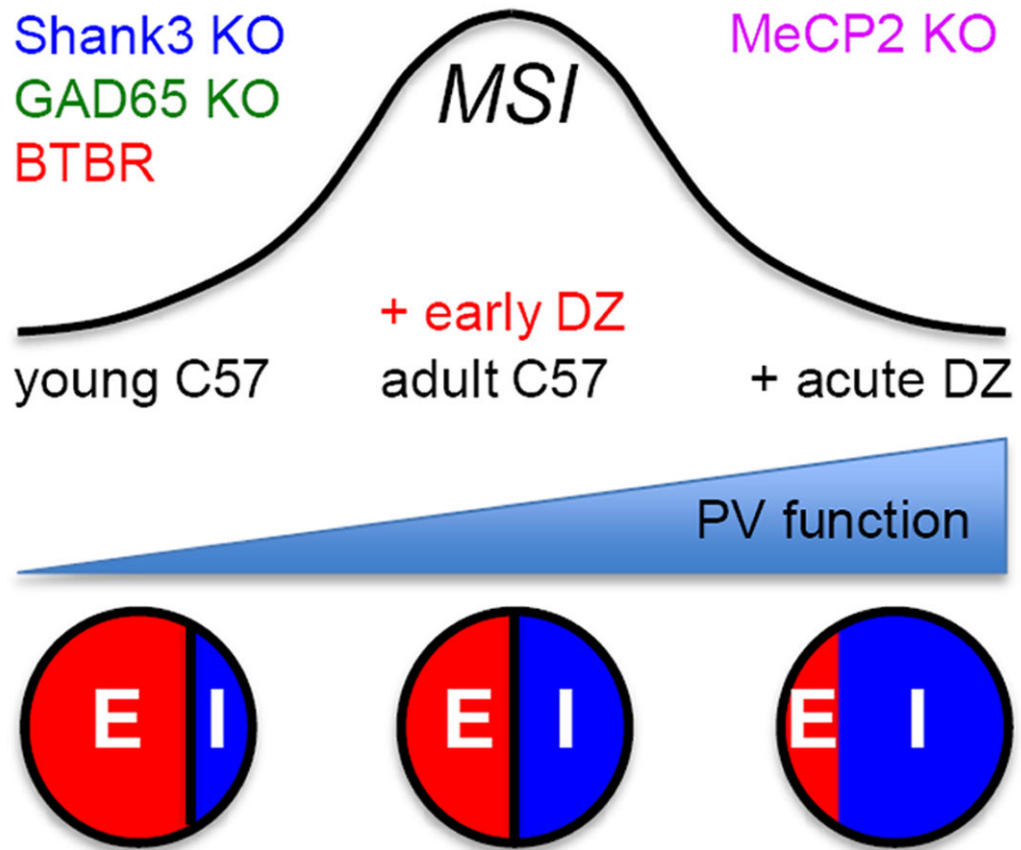 Shank3 KO
GAD65 KO
BTBR
MSI
MeCP2 KO
+ early DZ
young C57
adult C57
+ acute DZ
PV function
E I
E I
E I